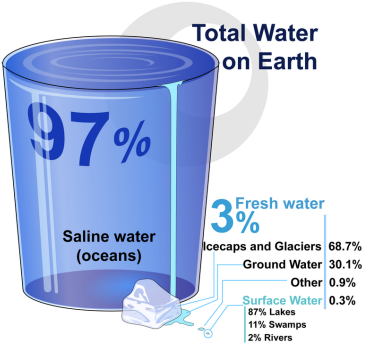 Total Water
on Earth
97%
Saline water
(oceans)
3% Fresh water
Icecaps and Glaciers 68.7%
Ground Water 30.1%
Other 0.9%
Surface Water 0.3%
87% Lakes
11% Swamps
2% Rivers